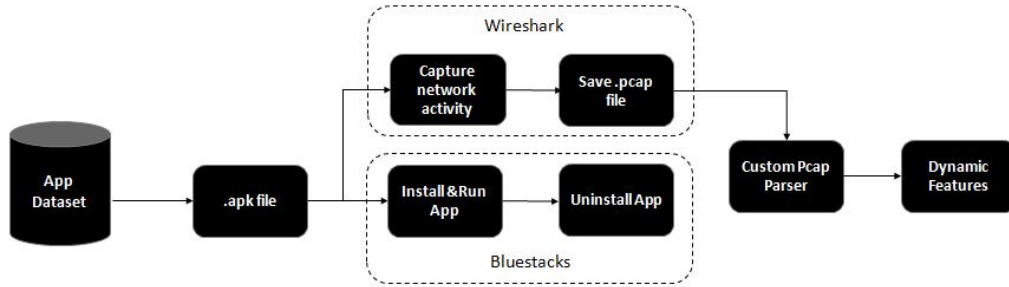 Wireshark
Capture
network
activity
Save .pcap
file
App
Dataset
.apk file
Install &Run
App
Uninstall App
Bluestacks
Custom Pcap
Parser
Dynamic
Features